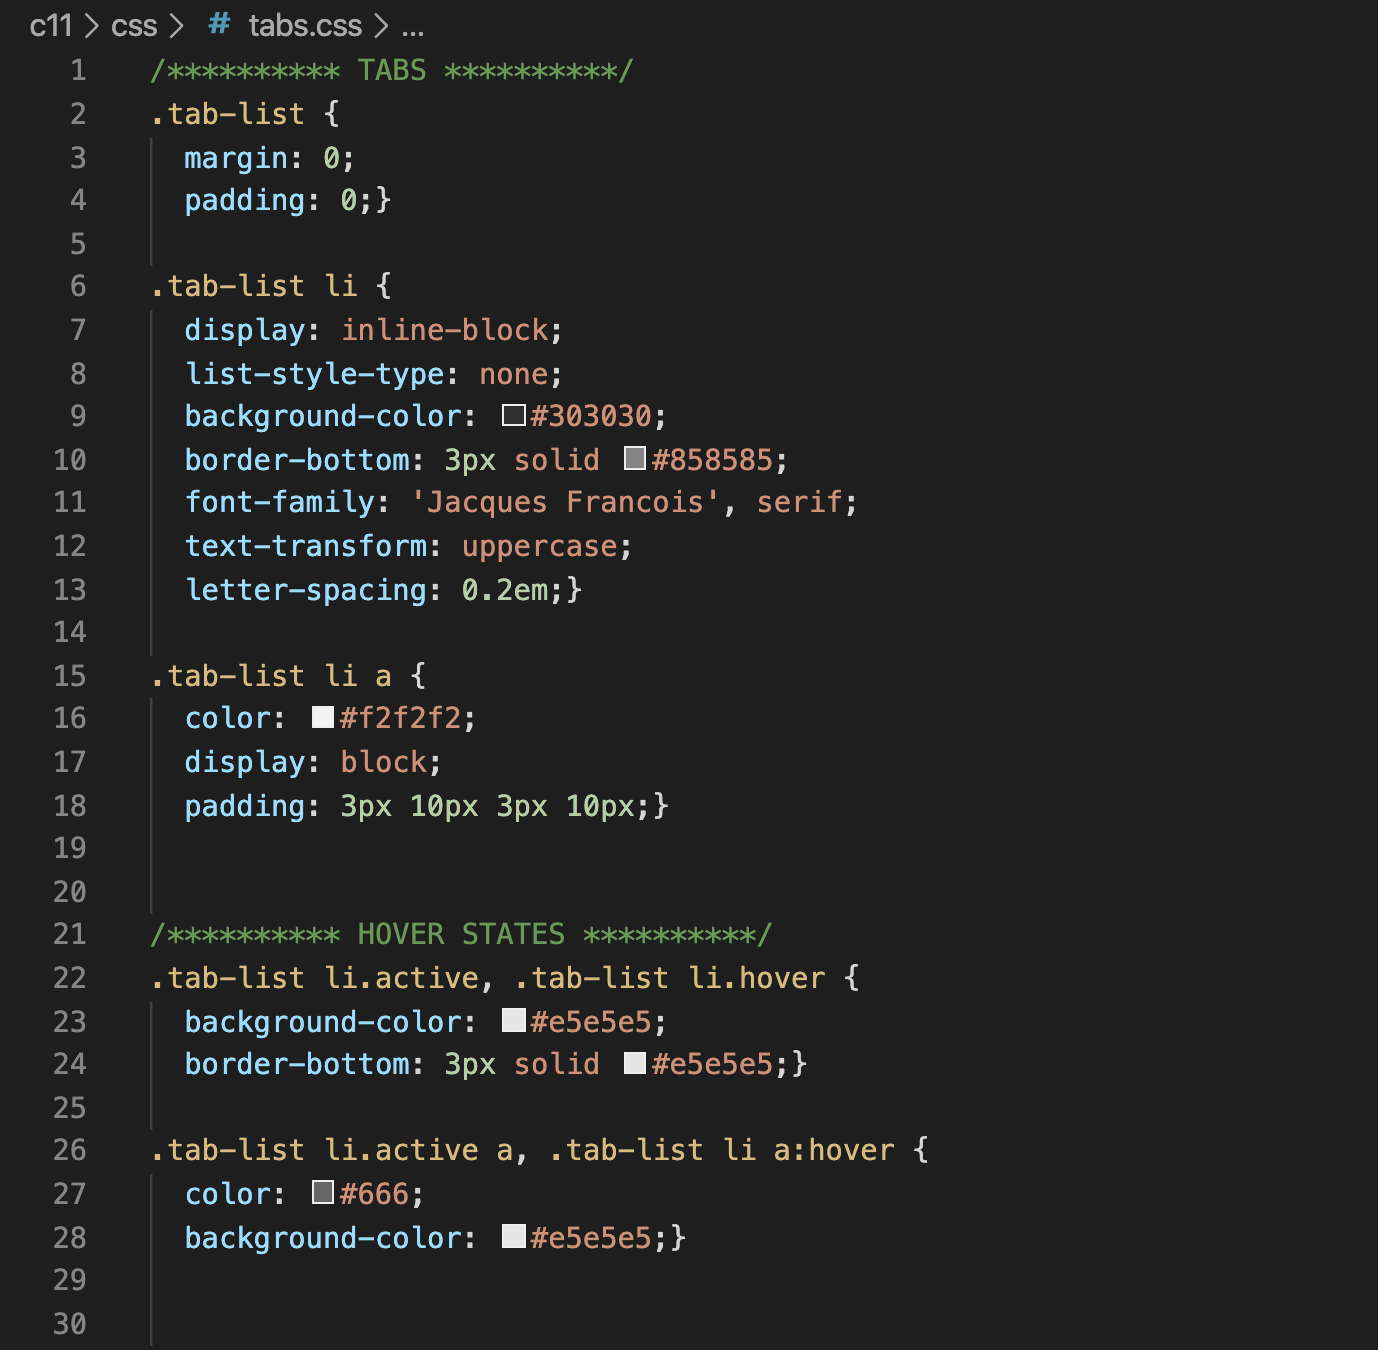 c11 > css > # tabs.css > ...
1 /********** TABS **********/
2 .tab-list {
3   margin: 0;
4   padding: 0;}
5
6 .tab-list li {
7   display: inline-block;
8   list-style-type: none;
9   background-color: #303030;
10   border-bottom: 3px solid #858585;
11   font-family: 'Jacques Francois', serif;
12   text-transform: uppercase;
13   letter-spacing: 0.2em;}
14
15 .tab-list li a {
16   color: #f2f2f2;
17   display: block;
18   padding: 3px 10px 3px 10px;}
19
20
21 /********** HOVER STATES **********/
22 .tab-list li.active, .tab-list li.hover {
23   background-color: #e5e5e5;
24   border-bottom: 3px solid #e5e5e5;}
25
26 .tab-list li.active a, .tab-list li a:hover {
27   color: #666;
28   background-color: #e5e5e5;}
29
30